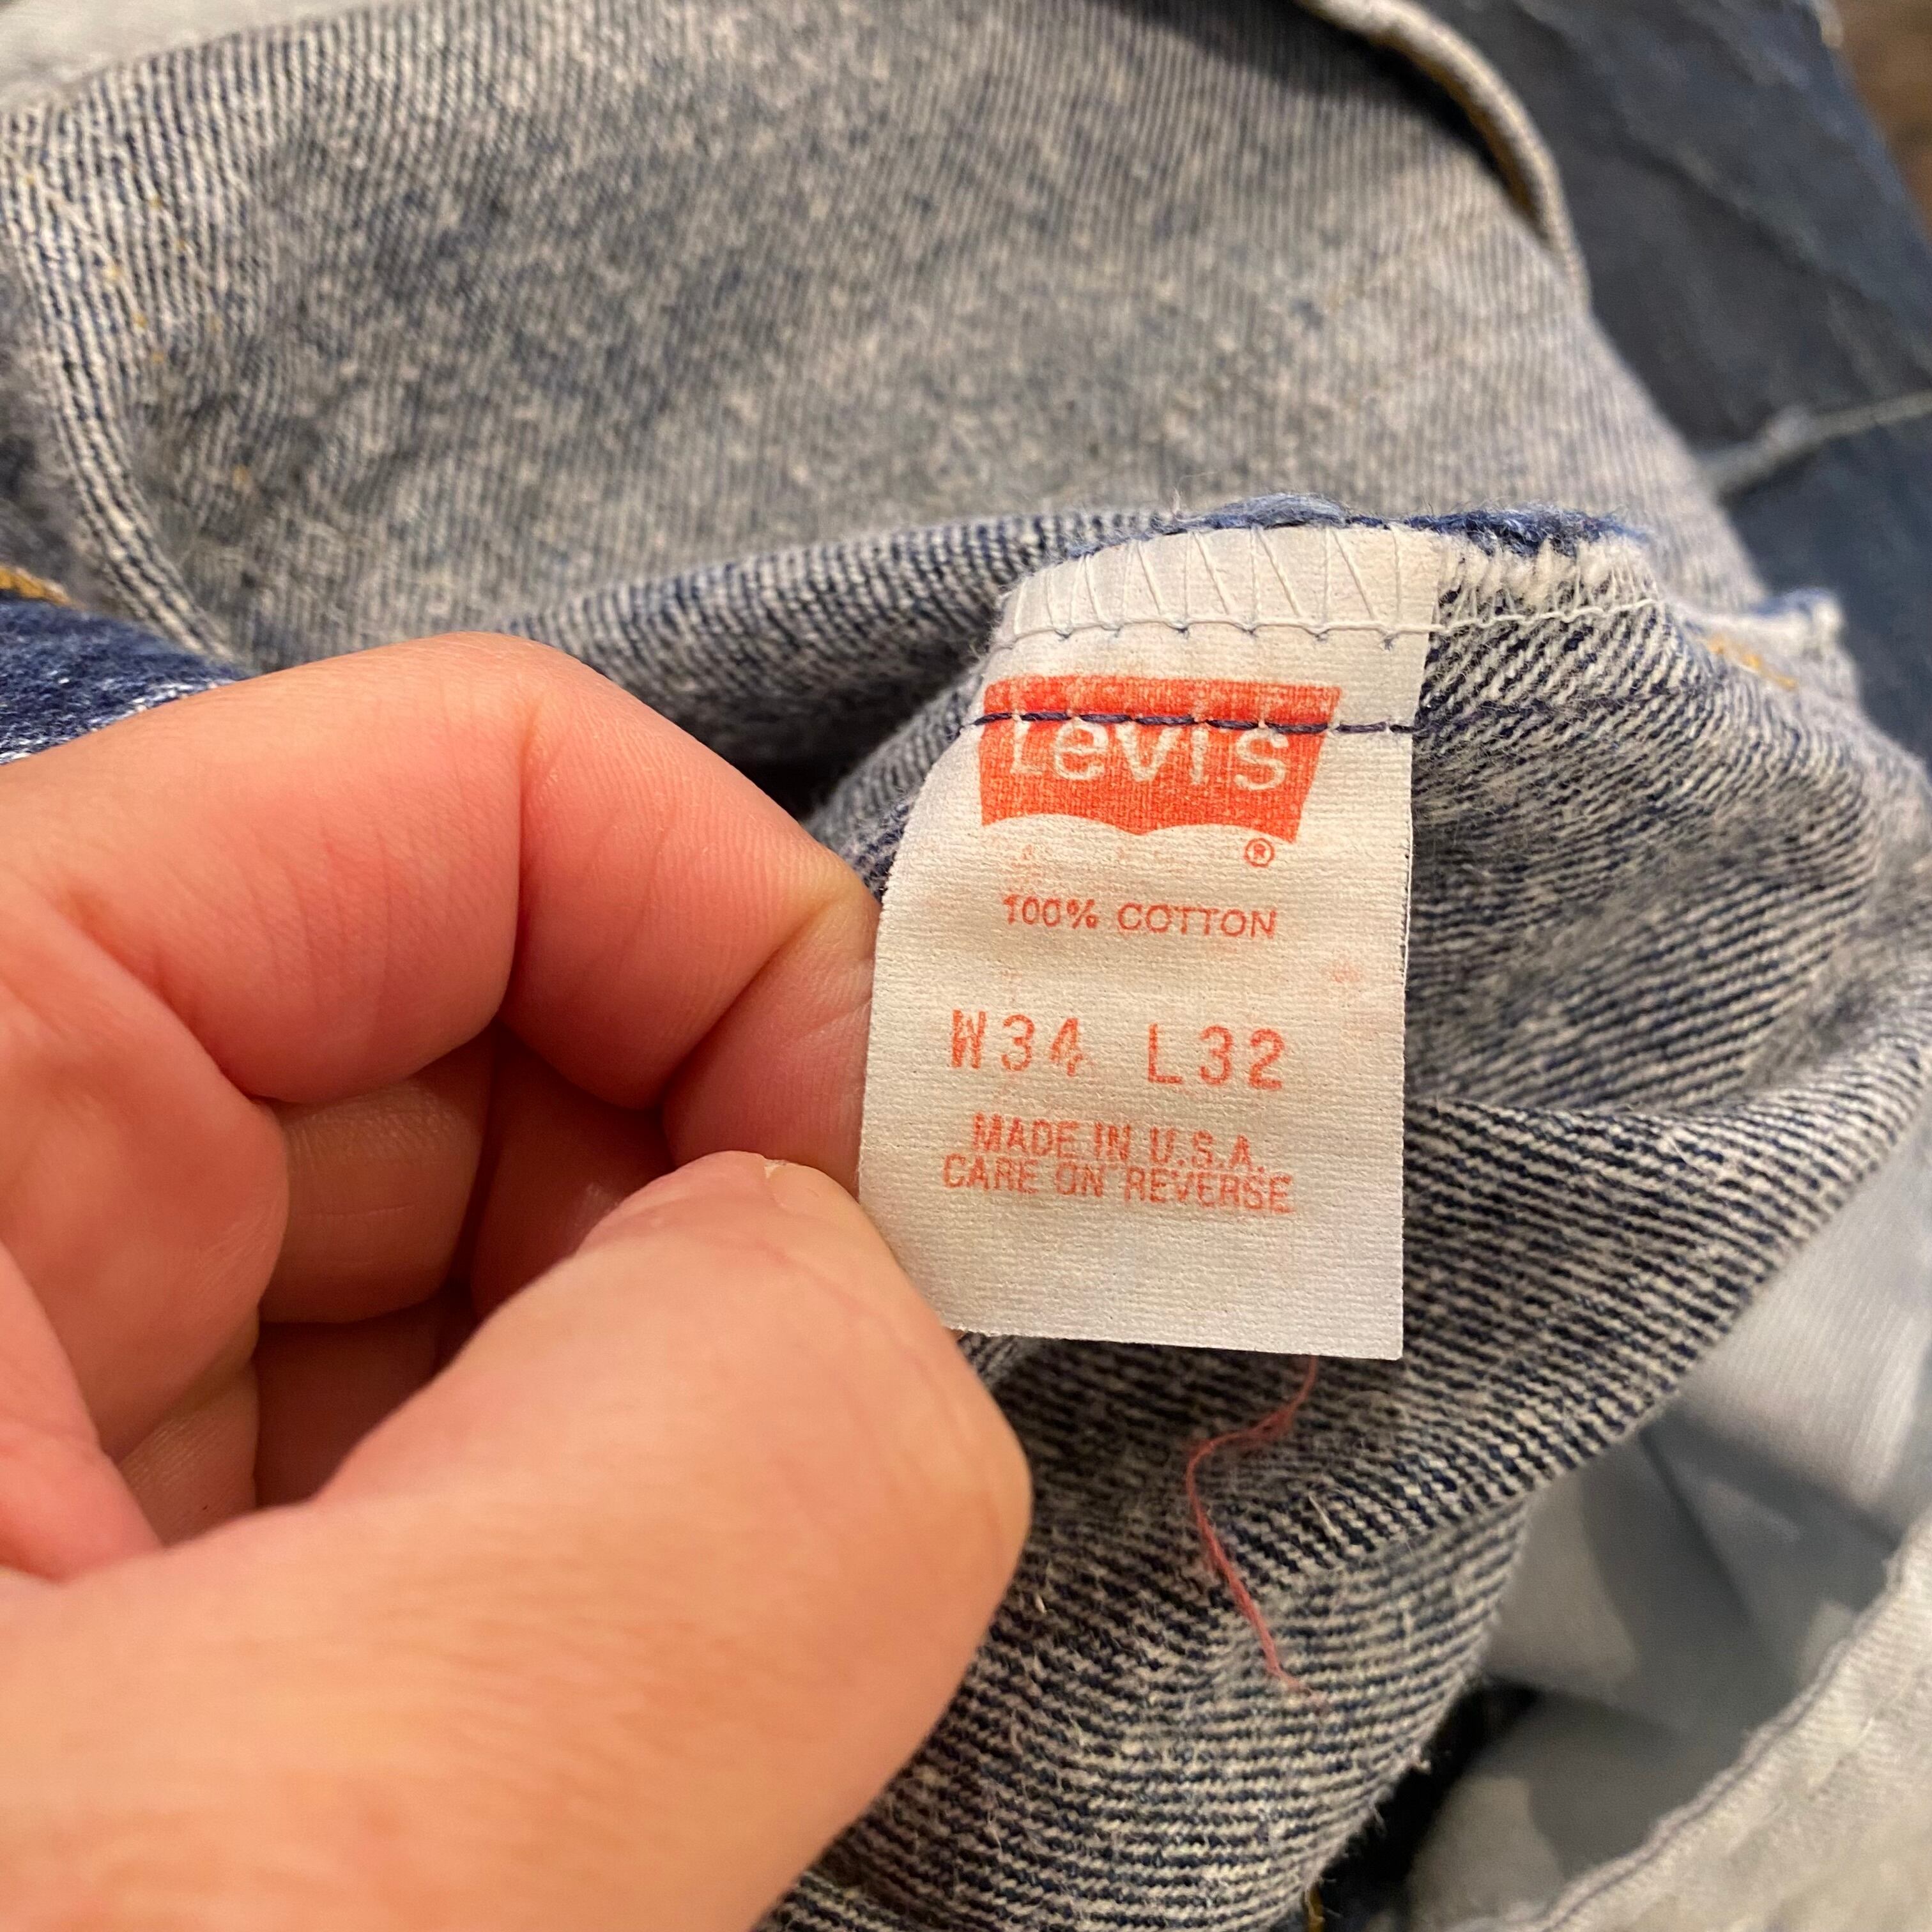 Levi's
®
100% COTTON
W34 L32
MADE IN U.S.A.
CARE ON REVERSE